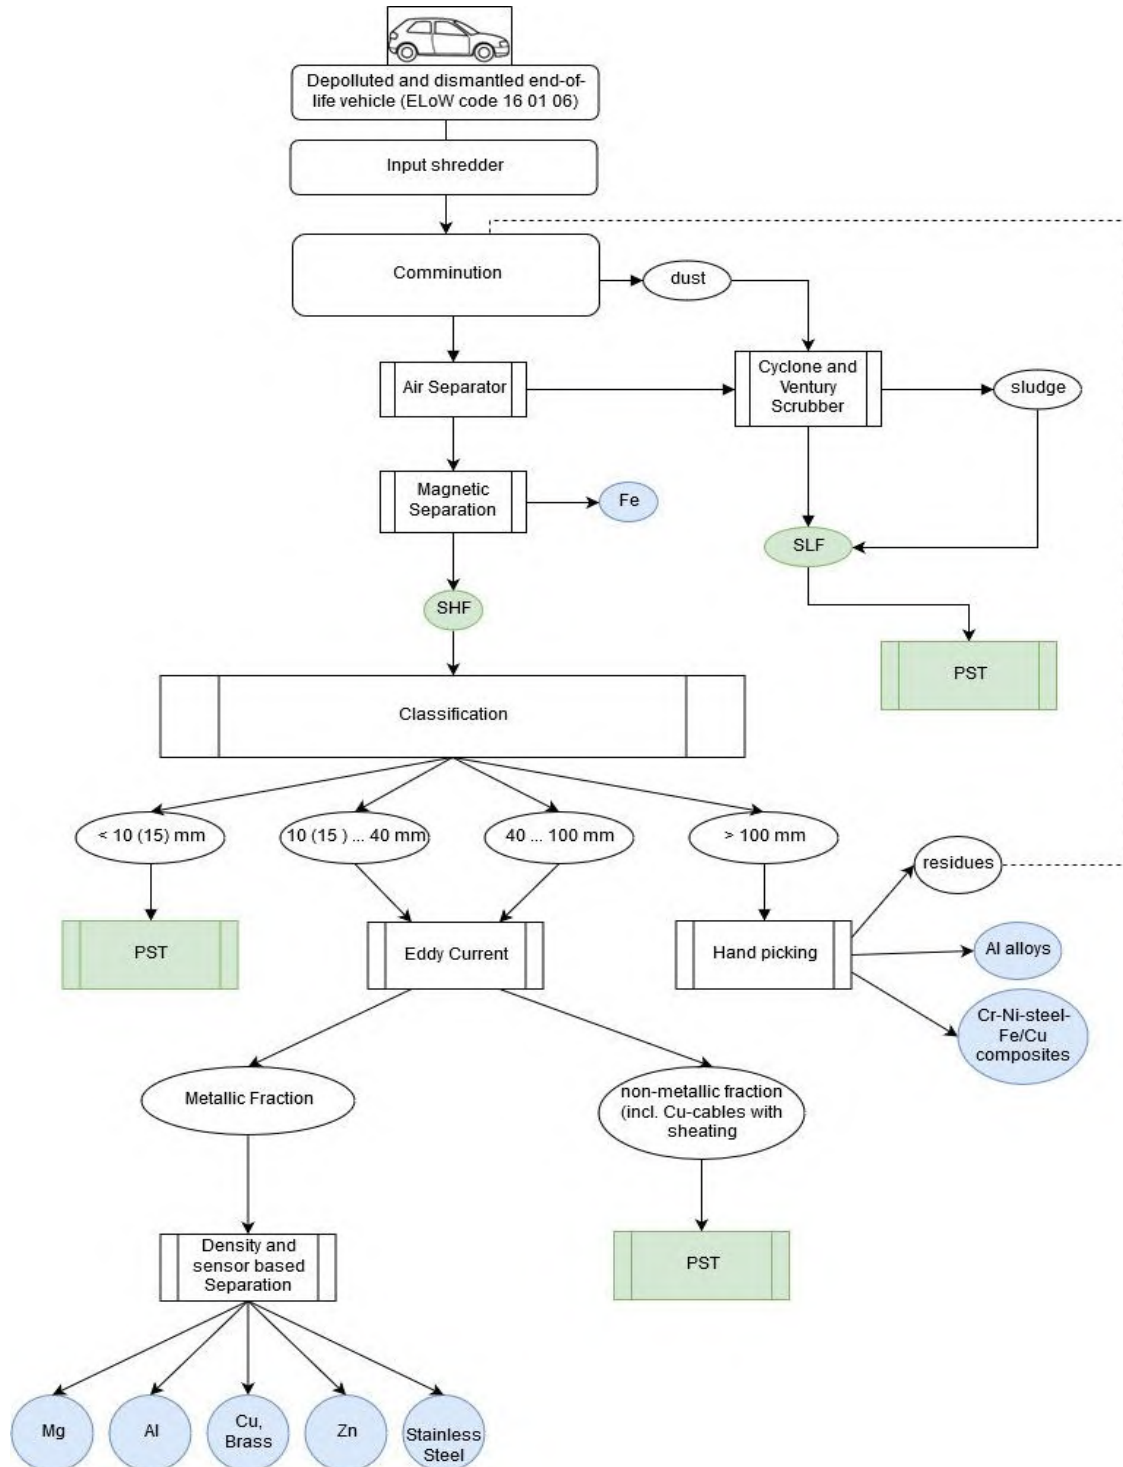 Depolluted and dismantled end-of-
life vehicle (ELoW code 16 01 06)
Input shredder
Comminution
dust
Air Separator
Cyclone and
Ventury
Scrubber
sludge
Magnetic
Separation
Fe
SLF
SHF
PST
Classification
< 10 (15) mm
10 (15 ) ... 40 mm
40 ... 100 mm
> 100 mm
residues
PST
Eddy Current
Hand picking
Al alloys
Cr-Ni-steel-
Fe/Cu
composites
Metallic Fraction
non-metallic fraction
(incl. Cu-cables with
sheating
Density and
sensor based
Separation
PST
Mg
Al
Cu,
Brass
Zn
Stainless
Steel